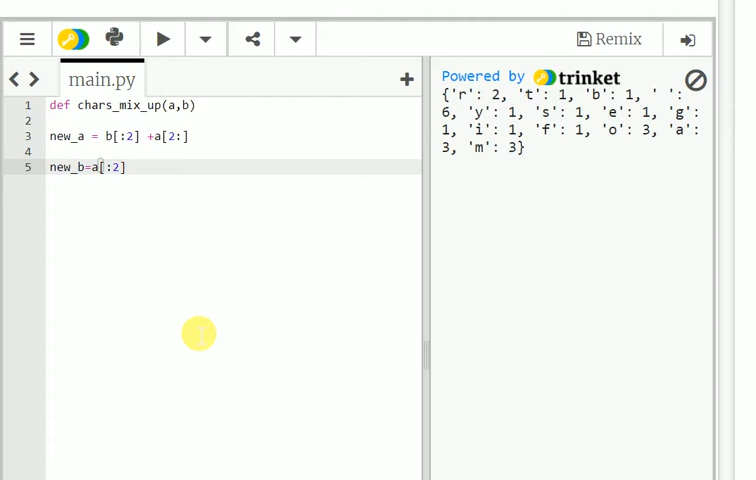 Remix
main.py
1 def chars_mix_up(a,b)
2
3 new_a = b[:2] +a[2:]
4
5 new_b=a[:2]
Powered by trinket
{'r': 2, 't': 1, 'b': 1, ' ':
6, 'y': 1, 's': 1, 'e': 1, 'g':
1, 'i': 1, 'f': 1, 'o': 3, 'a':
3, 'm': 3}